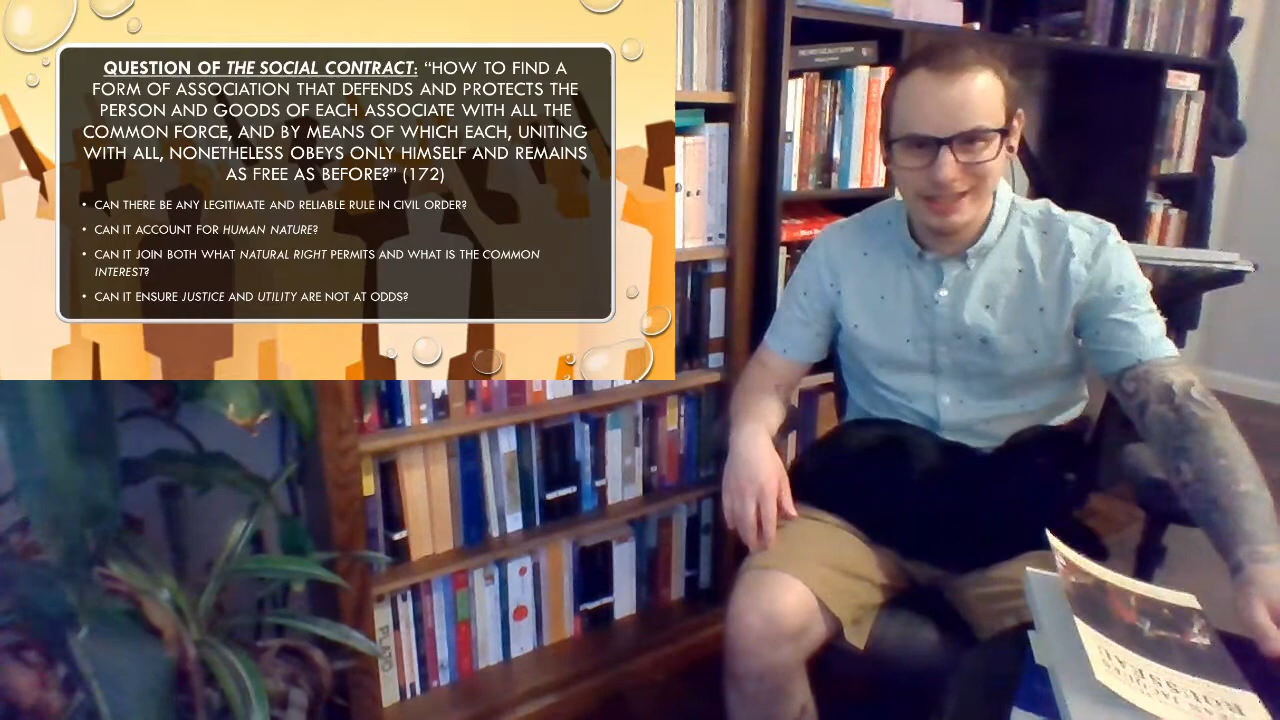 QUESTION OF THE SOCIAL CONTRACT: “HOW TO FIND A
FORM OF ASSOCIATION THAT DEFENDS AND PROTECTS THE
PERSON AND GOODS OF EACH ASSOCIATE WITH ALL THE
COMMON FORCE, AND BY MEANS OF WHICH EACH, UNITING
WITH ALL, NONETHELESS OBEYS ONLY HIMSELF AND REMAINS
AS FREE AS BEFORE?” (172)
• CAN THERE BE ANY LEGITIMATE AND RELIABLE RULE IN CIVIL ORDER?
• CAN IT ACCOUNT FOR HUMAN NATURE?
• CAN IT JOIN BOTH WHAT NATURAL RIGHT PERMITS AND WHAT IS THE COMMON
INTEREST?
• CAN IT ENSURE JUSTICE AND UTILITY ARE NOT AT ODDS?
PLATO